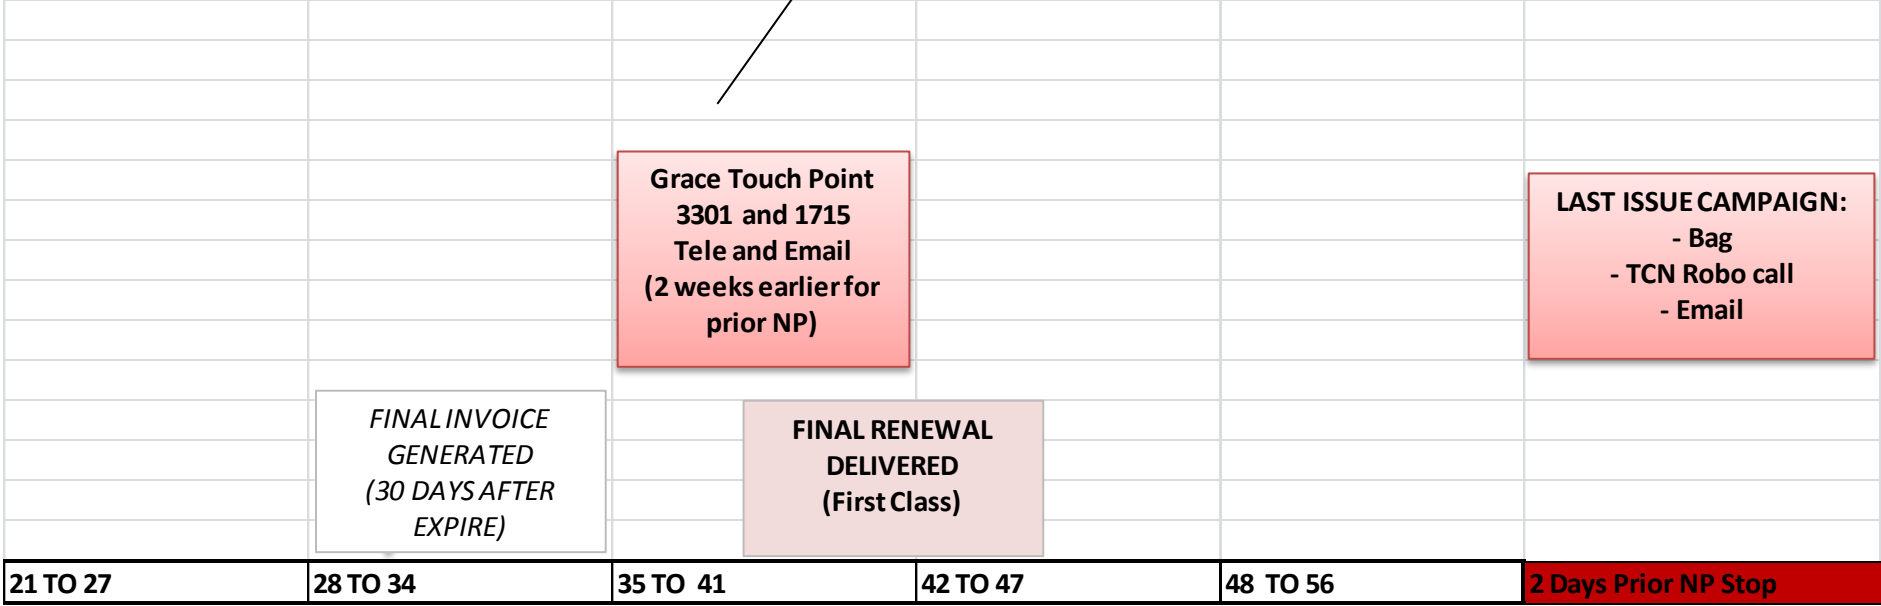 Grace Touch Point
3301 and 1715
Tele and Email
(2 weeks earlier for
prior NP)
LAST ISSUE CAMPAIGN:
- Bag
- TCN Robo call
- Email
FINAL INVOICE
GENERATED
(30 DAYS AFTER
EXPIRE)
FINAL RENEWAL
DELIVERED
(First Class)
21 TO 27
28 TO 34
35 TO 41
42 TO 47
48 TO 56
2 Days Prior NP Stop